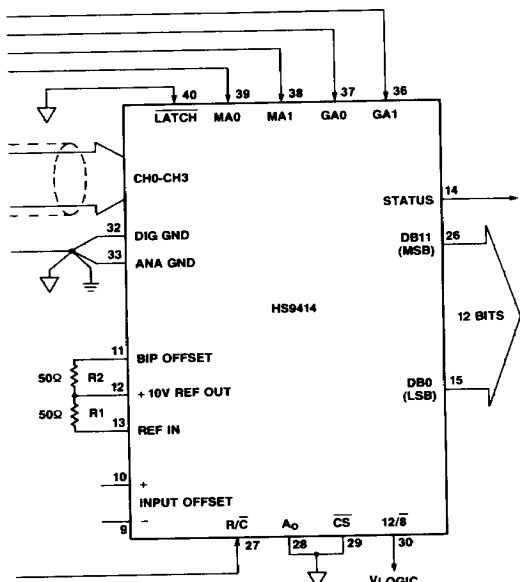 40 39 38 37 36
LATCH MA0 MA1 GA0 GA1
CH0-CH3
STATUS 14
32 DIG GND
DB11 26
(MSB)
33 ANA GND
HS9414
12 BITS
11 BIP OFFSET
50Ω R2
12 + 10V REF OUT
DB0 15
(LSB)
50Ω R1
13 REF IN
10 +
INPUT OFFSET
9 −
R/C A₀ CS 12/8
27 28 29 30
VLOGIC